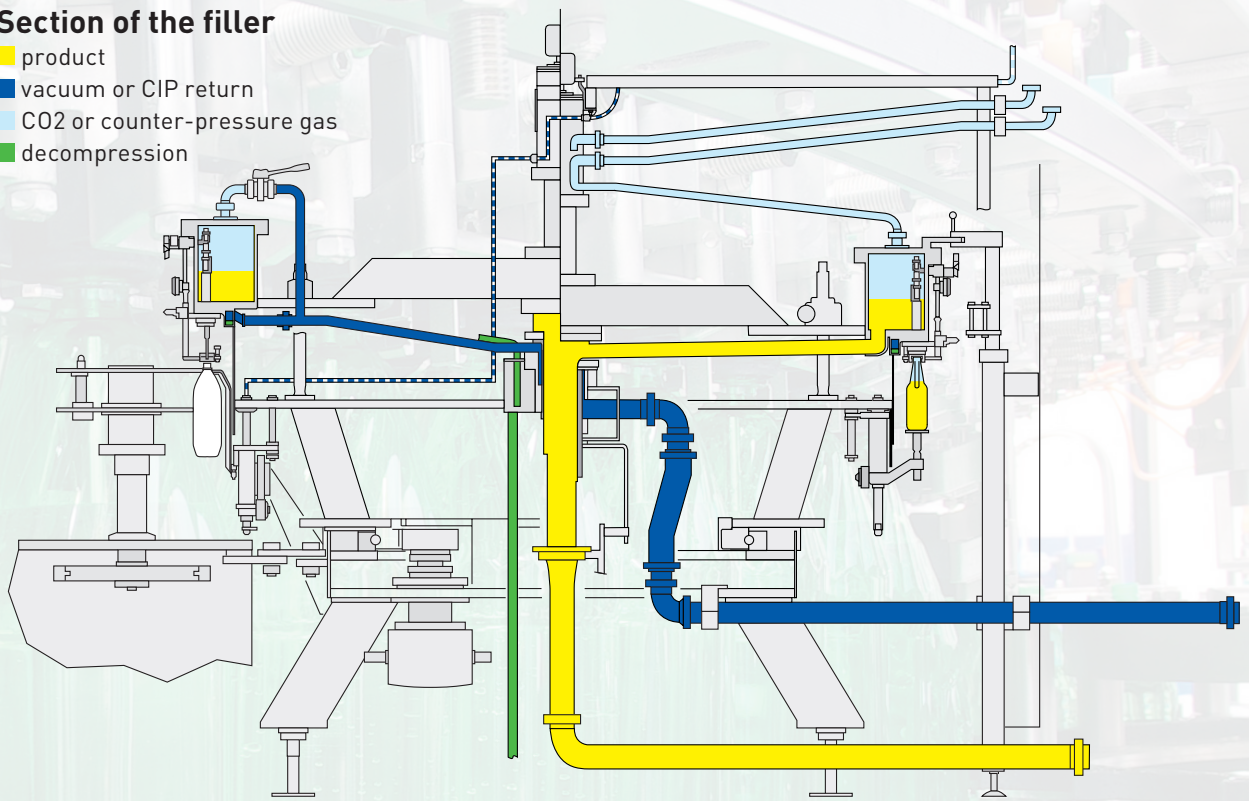 Section of the filler
product
vacuum or CIP return
CO2 or counter-pressure gas
decompression